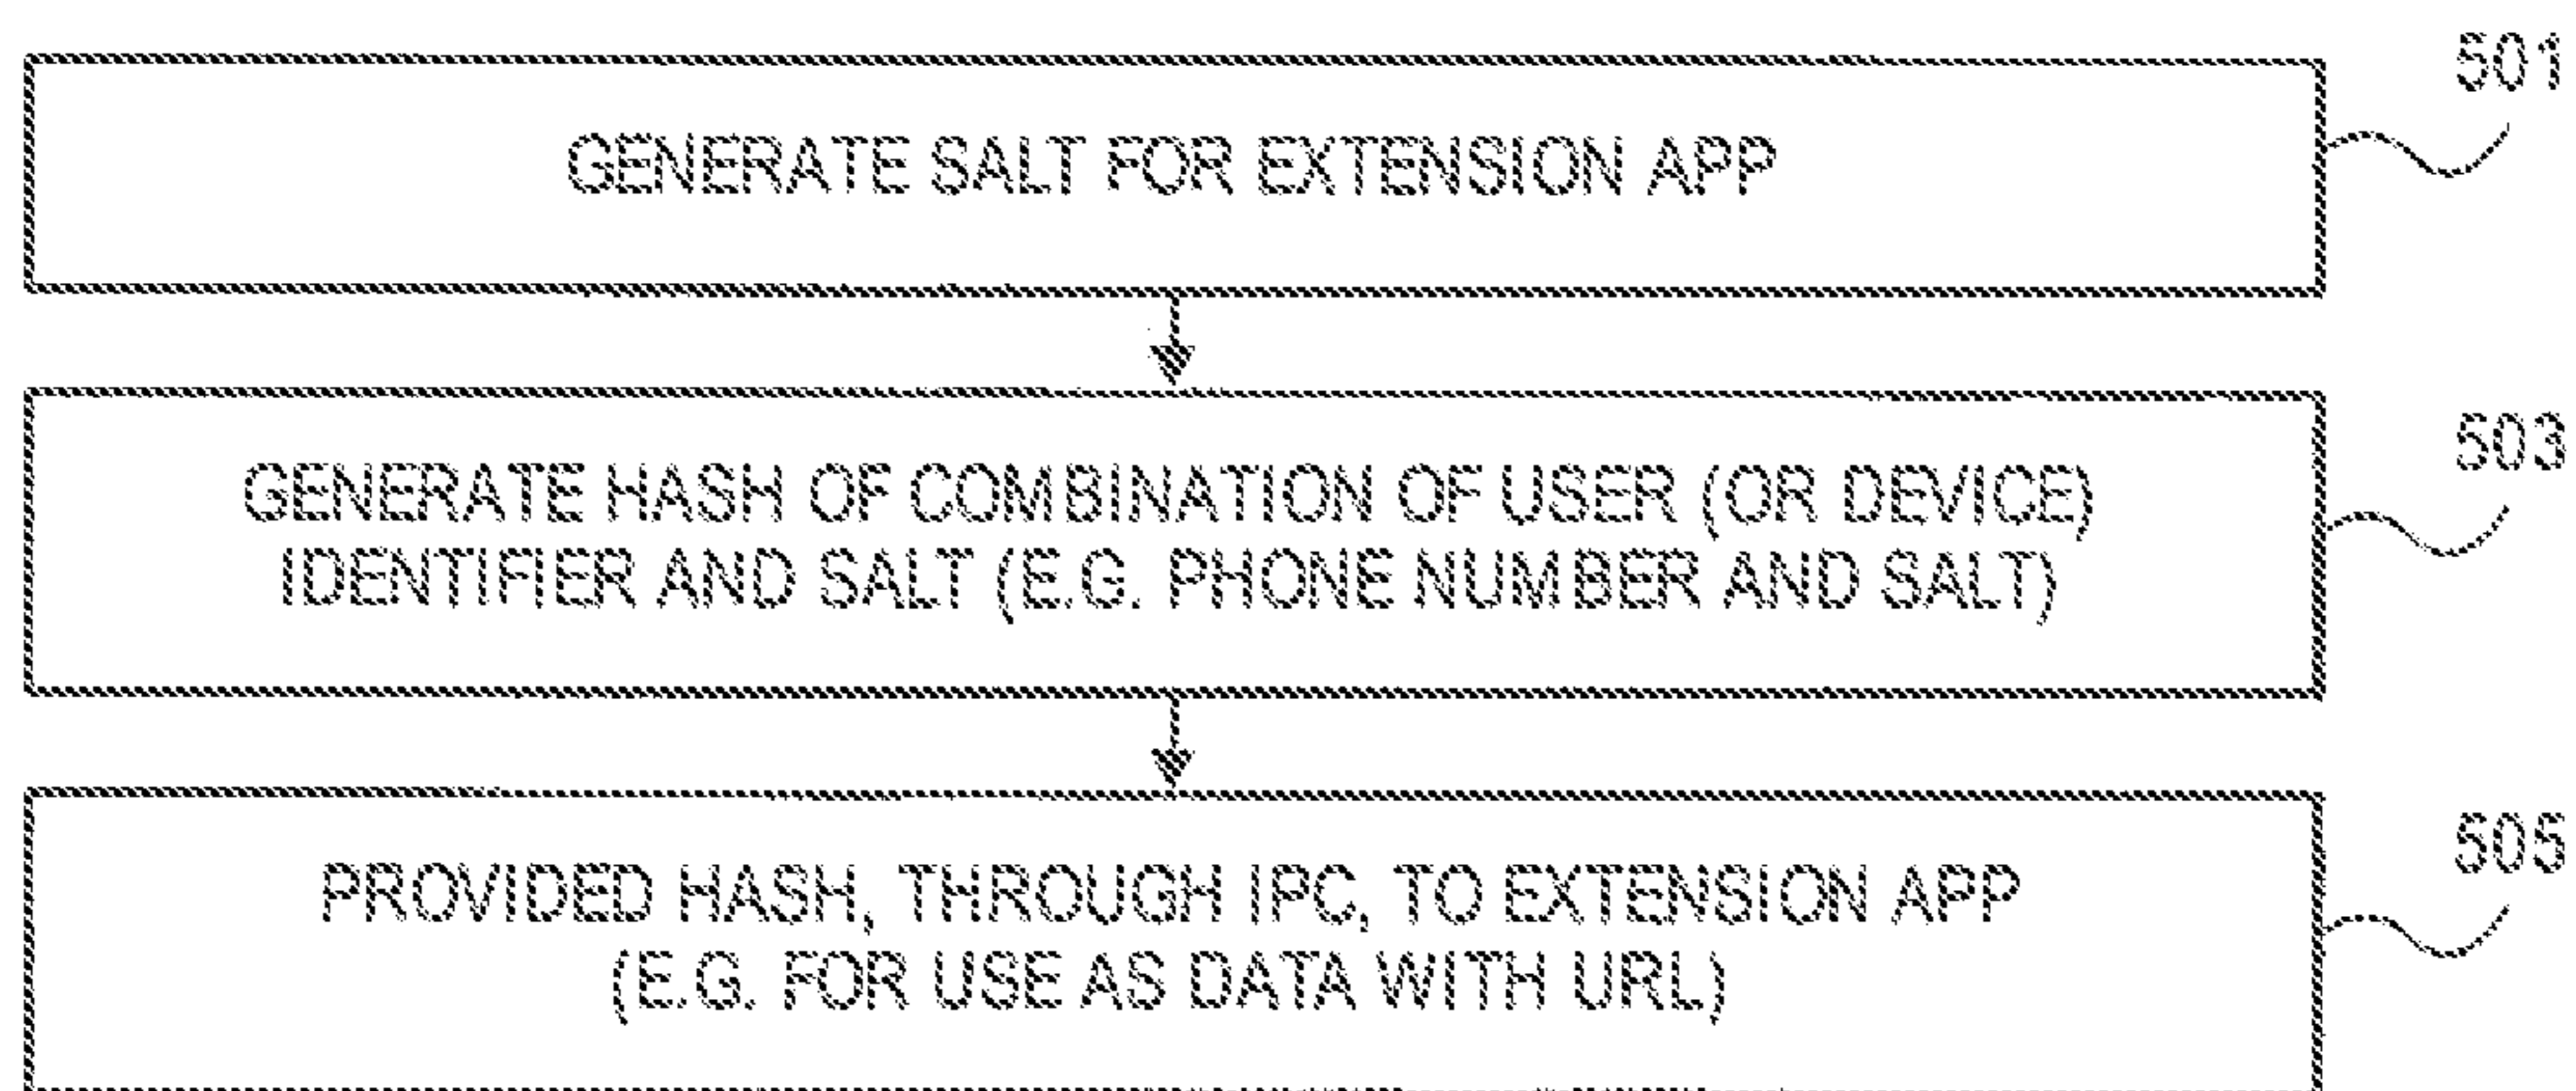 501
GENERATE SALT FOR EXTENSION APP
503
GENERATE HASH OF COMBINATION OF USER (OR DEVICE)
IDENTIFIER AND SALT (E.G. PHONE NUMBER AND SALT)
505
PROVIDED HASH, THROUGH IPC, TO EXTENSION APP
(E.G. FOR USE AS DATA WITH URL)